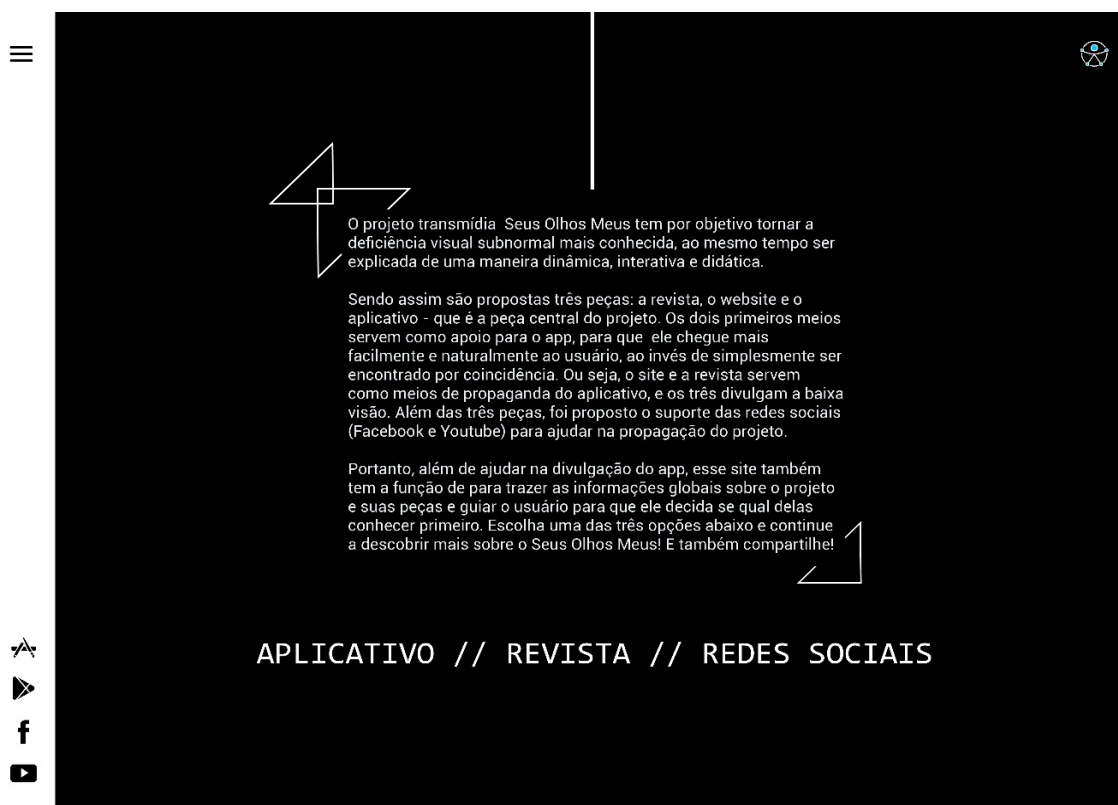 O projeto transmídia Seus Olhos Meus tem por objetivo tornar a
deficiência visual subnormal mais conhecida, ao mesmo tempo ser
explicada de uma maneira dinâmica, interativa e didática.
Sendo assim são propostas três peças: a revista, o website e o
aplicativo - que é a peça central do projeto. Os dois primeiros meios
servem como apoio para o app, para que ele chegue mais
facilmente e naturalmente ao usuário, ao invés de simplesmente ser
encontrado por coincidência. Ou seja, o site e a revista servem
como meios de propaganda do aplicativo, e os três divulgam a baixa
visão. Além das três peças, foi proposto o suporte das redes sociais
(Facebook e Youtube) para ajudar na propagação do projeto.
Portanto, além de ajudar na divulgação do app, esse site também
tem a função de para trazer as informações globais sobre o projeto
e suas peças e guiar o usuário para que ele decida se qual delas
conhecer primeiro. Escolha uma das três opções abaixo e continue
a descobrir mais sobre o Seus Olhos Meus! E também compartilhe!
APLICATIVO // REVISTA // REDES SOCIAIS